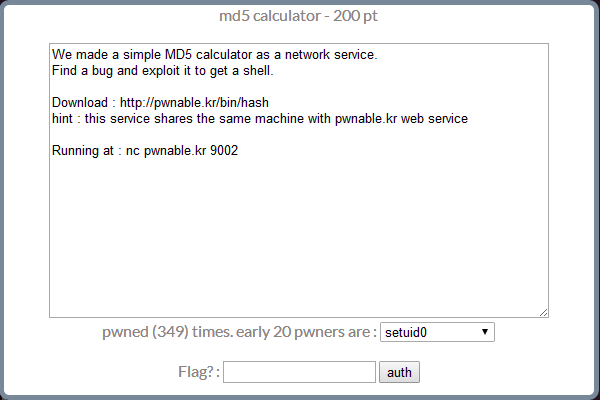 md5 calculator - 200 pt
We made a simple MD5 calculator as a network service.
Find a bug and exploit it to get a shell.
Download : http://pwnable.kr/bin/hash
hint : this service shares the same machine with pwnable.kr web service
Running at : nc pwnable.kr 9002
pwned (349) times. early 20 pwners are : setuid0
Flag? : auth